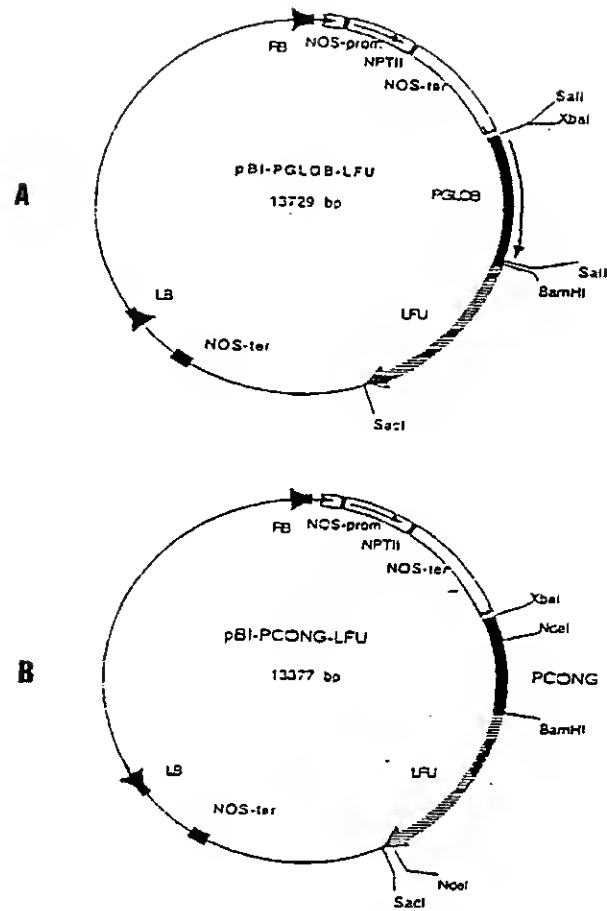 A
RB
NOS-prom
NPTII
NOS-ter
SalI
XbaI
pBI-PGLOB-LFU
13729 bp
PGLOB
SalI
BamHI
LFU
LB
NOS-ter
SacI
B
RB
NOS-prom
NPTII
NOS-ter
XbaI
NcoI
pBI-PCONG-LFU
13377 bp
PCONG
BamHI
LFU
LB
NOS-ter
NcoI
SacI